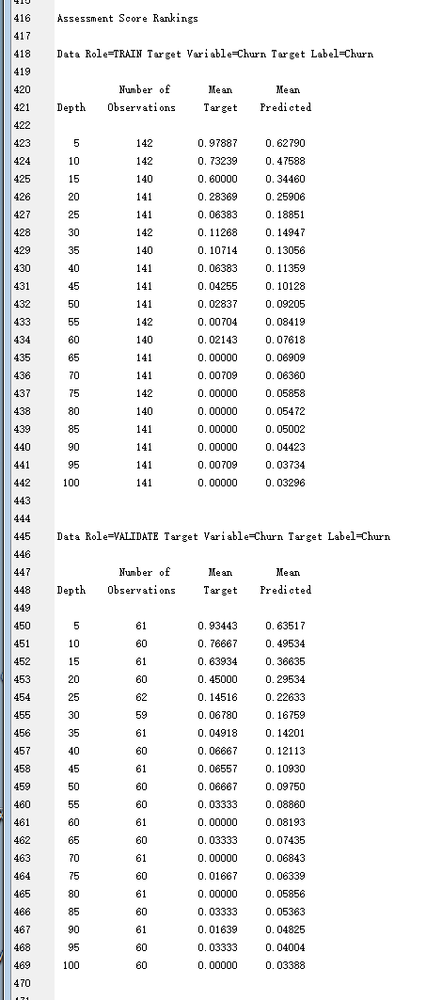 415
416 Assessment Score Rankings
417
418 Data Role=TRAIN Target Variable=Churn Target Label=Churn
419
420 Number of Mean Mean
421 Depth Observations Target Predicted
422
423 5 142 0.97887 0.62790
424 10 142 0.73239 0.47588
425 15 140 0.60000 0.34460
426 20 141 0.28369 0.25906
427 25 141 0.06383 0.18851
428 30 142 0.11268 0.14947
429 35 140 0.10714 0.13056
430 40 141 0.06383 0.11359
431 45 141 0.04255 0.10128
432 50 141 0.02837 0.09205
433 55 142 0.00704 0.08419
434 60 140 0.02143 0.07618
435 65 141 0.00000 0.06909
436 70 141 0.00709 0.06360
437 75 142 0.00000 0.05858
438 80 140 0.00000 0.05472
439 85 141 0.00000 0.05002
440 90 141 0.00000 0.04423
441 95 141 0.00709 0.03734
442 100 141 0.00000 0.03296
443
444
445 Data Role=VALIDATE Target Variable=Churn Target Label=Churn
446
447 Number of Mean Mean
448 Depth Observations Target Predicted
449
450 5 61 0.93443 0.63517
451 10 60 0.76667 0.49534
452 15 61 0.63934 0.36635
453 20 60 0.45000 0.29534
454 25 62 0.14516 0.22633
455 30 59 0.06780 0.16759
456 35 61 0.04918 0.14201
457 40 60 0.06667 0.12113
458 45 61 0.06557 0.10930
459 50 60 0.06667 0.09750
460 55 60 0.03333 0.08860
461 60 61 0.00000 0.08193
462 65 60 0.03333 0.07435
463 70 61 0.00000 0.06843
464 75 60 0.01667 0.06339
465 80 61 0.00000 0.05856
466 85 60 0.03333 0.05363
467 90 61 0.01639 0.04825
468 95 60 0.03333 0.04004
469 100 60 0.00000 0.03388
470